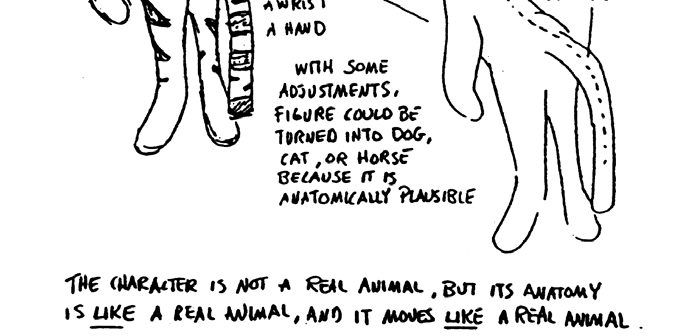 A WRIST
A HAND
WITH SOME
ADJUSTMENTS,
FIGURE COULD BE
TURNED INTO DOG,
CAT, OR HORSE
BECAUSE IT IS
ANATOMICALLY PLAUSIBLE
THE CHARACTER IS NOT A REAL ANIMAL, BUT ITS ANATOMY
IS LIKE A REAL ANIMAL, AND IT MOVES LIKE A REAL ANIMAL.